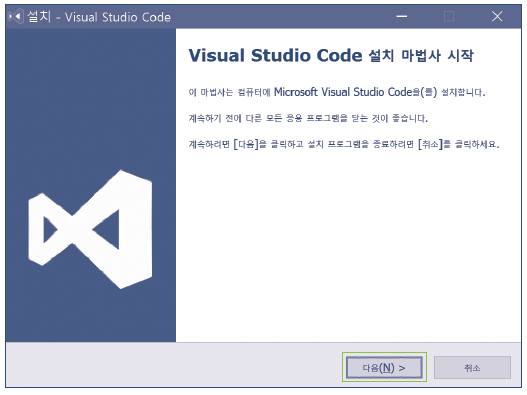 설치 - Visual Studio Code
Visual Studio Code 설치 마법사 시작
이 마법사는 컴퓨터에 Microsoft Visual Studio Code을(를) 설치합니다.
계속하기 전에 다른 모든 응용 프로그램을 닫는 것이 좋습니다.
계속하려면 [다음]을 클릭하고 설치 프로그램을 종료하려면 [취소]를 클릭하세요.
다음(N) > 취소